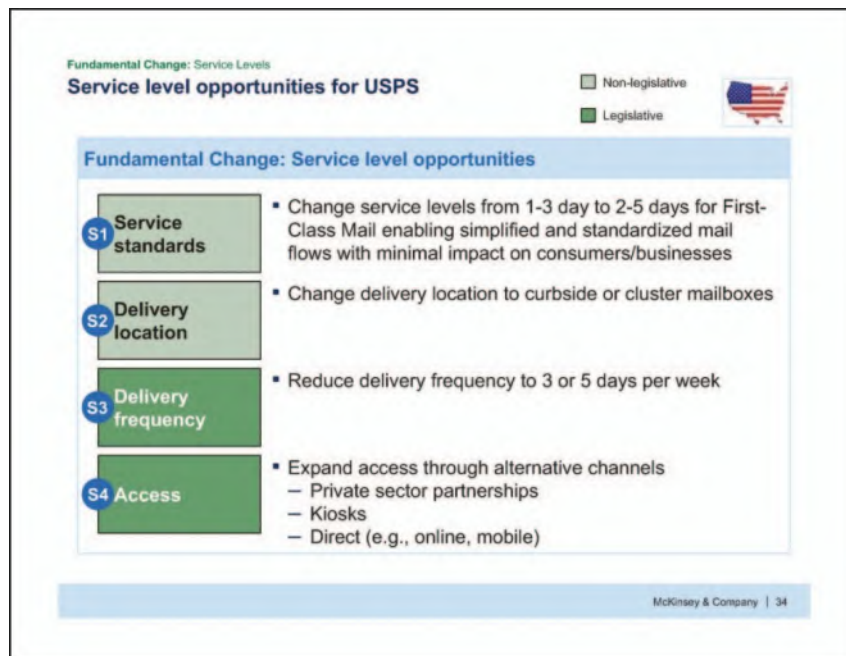 Fundamental Change: Service Levels
Service level opportunities for USPS
Non-legislative
Legislative
Fundamental Change: Service level opportunities
S1 Service standards
▪ Change service levels from 1-3 day to 2-5 days for First-
Class Mail enabling simplified and standardized mail
flows with minimal impact on consumers/businesses
S2 Delivery location
▪ Change delivery location to curbside or cluster mailboxes
S3 Delivery frequency
▪ Reduce delivery frequency to 3 or 5 days per week
S4 Access
▪ Expand access through alternative channels
– Private sector partnerships
– Kiosks
– Direct (e.g., online, mobile)
McKinsey & Company | 34